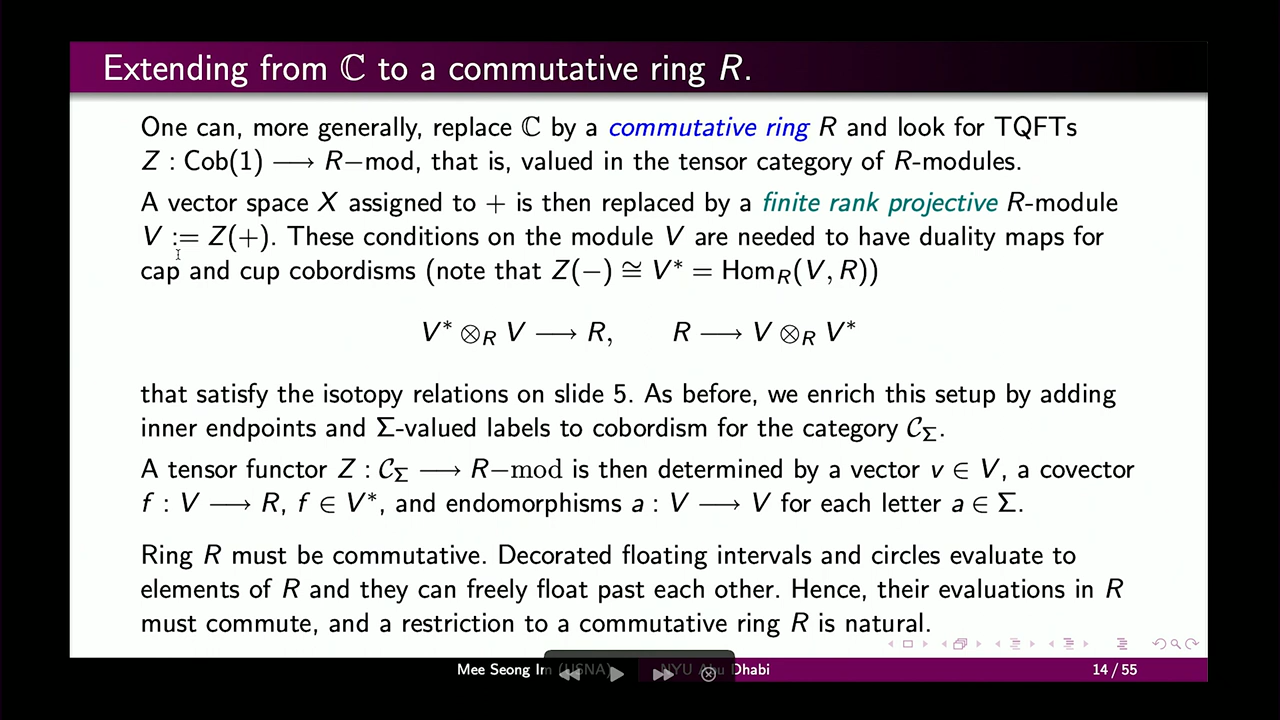 Extending from ℂ to a commutative ring R.
One can, more generally, replace ℂ by a commutative ring R and look for TQFTs
Z : Cob(1) ⟶ R−mod, that is, valued in the tensor category of R-modules.
A vector space X assigned to + is then replaced by a finite rank projective R-module
V := Z(+). These conditions on the module V are needed to have duality maps for
cap and cup cobordisms (note that Z(−) ≅ V* = Hom_R(V, R))
V* ⊗_R V ⟶ R, R ⟶ V ⊗_R V*
that satisfy the isotopy relations on slide 5. As before, we enrich this setup by adding
inner endpoints and Σ-valued labels to cobordism for the category 𝒞_Σ.
A tensor functor Z : 𝒞_Σ ⟶ R−mod is then determined by a vector v ∈ V, a covector
f : V ⟶ R, f ∈ V*, and endomorphisms a : V ⟶ V for each letter a ∈ Σ.
Ring R must be commutative. Decorated floating intervals and circles evaluate to
elements of R and they can freely float past each other. Hence, their evaluations in R
must commute, and a restriction to a commutative ring R is natural.
Mee Seong Im (USNA) NYU Abu Dhabi 14 / 55